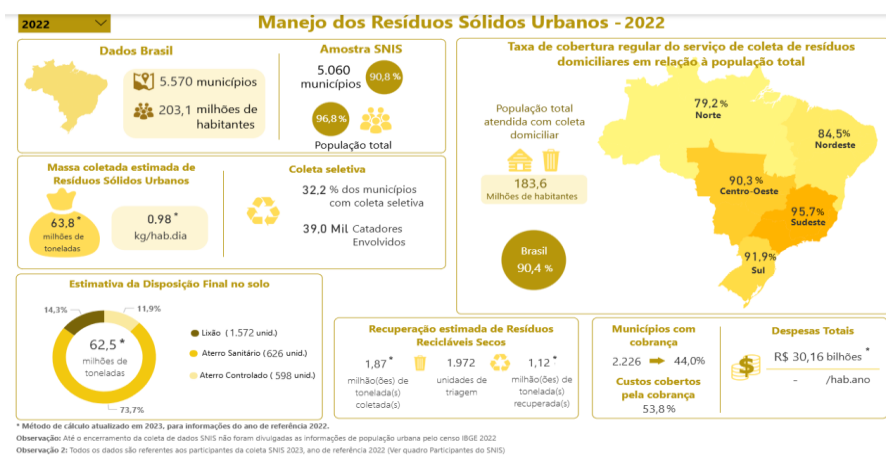 2022
Manejo dos Resíduos Sólidos Urbanos - 2022
Dados Brasil
5.570 municípios
203,1 milhões de
habitantes
Amostra SNIS
5.060
municípios
90,8 %
96,8 %
População total
Taxa de cobertura regular do serviço de coleta de resíduos
domiciliares em relação à população total
População total
atendida com coleta
domiciliar
183,6
Milhões de habitantes
Brasil
90,4 %
79,2 %
Norte
84,5%
Nordeste
90,3 %
Centro-Oeste
95,7%
Sudeste
91,9%
Sul
Massa coletada estimada de
Resíduos Sólidos Urbanos
63,8 *
milhões de
toneladas
0,98 *
kg/hab.dia
Coleta seletiva
32,2 % dos municípios
com coleta seletiva
39,0 Mil Catadores
Envolvidos
Estimativa da Disposição Final no solo
14,3%
11,9%
62,5 *
milhões de
toneladas
73,7%
Lixão (1.572 unid.)
Aterro Sanitário (626 unid.)
Aterro Controlado ( 598 unid.)
Recuperação estimada de Resíduos
Recicláveis Secos
1,87 *
milhão(ões) de
tonelada(s)
coletada(s)
1.972
unidades de
triagem
1,12 *
milhão(ões) de
tonelada(s)
recuperada(s)
Municípios com
cobrança
2.226 44,0%
Custos cobertos
pela cobrança
53,8 %
Despesas Totais
R$ 30,16 bilhões *
- /hab.ano
* Método de cálculo atualizado em 2023, para informações do ano de referência 2022.
Observação: Até o encerramento da coleta de dados SNIS não foram divulgadas as informações de população urbana pelo censo IBGE 2022
Observação 2: Todos os dados são referentes aos participantes da coleta SNIS 2023, ano de referência 2022 (Ver quadro Participantes do SNIS)